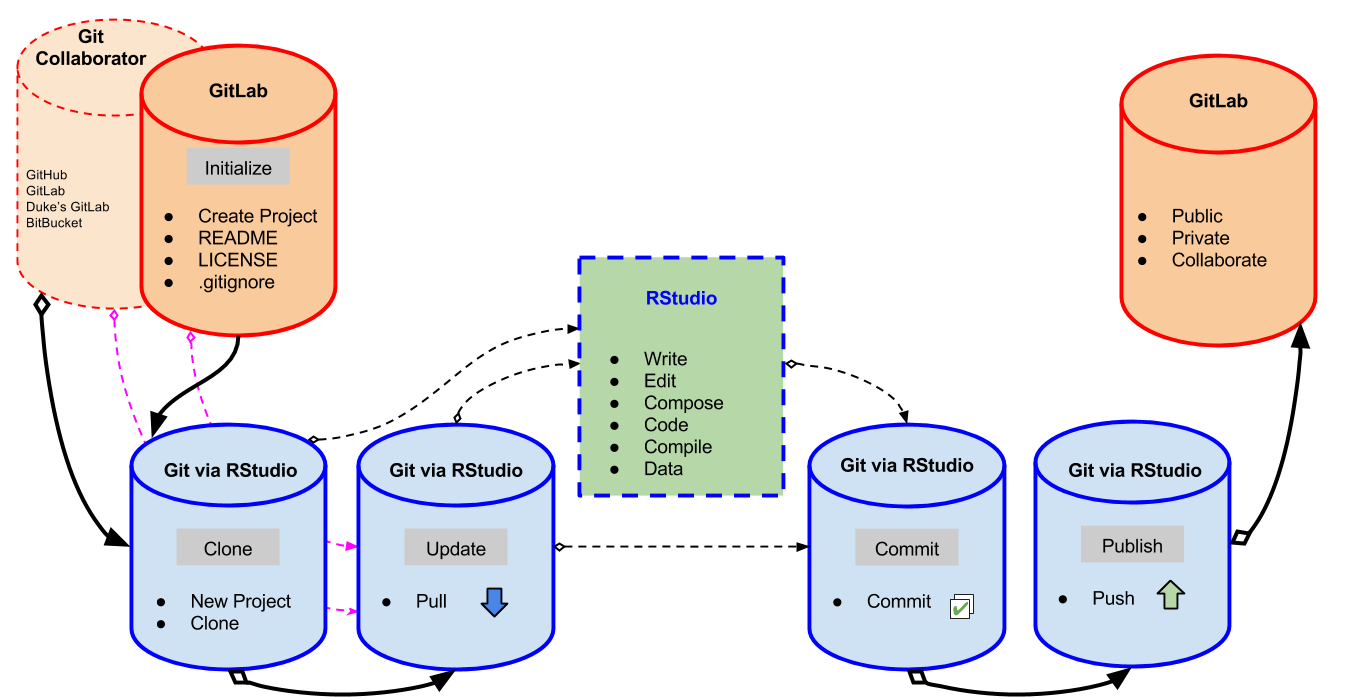 Git
Collaborator
GitHub
GitLab
Duke's GitLab
BitBucket
GitLab
Initialize
● Create Project
● README
● LICENSE
● .gitignore
RStudio
● Write
● Edit
● Compose
● Code
● Compile
● Data
GitLab
● Public
● Private
● Collaborate
Git via RStudio
Clone
● New Project
● Clone
Git via RStudio
Update
● Pull
Git via RStudio
Commit
● Commit
Git via RStudio
Publish
● Push